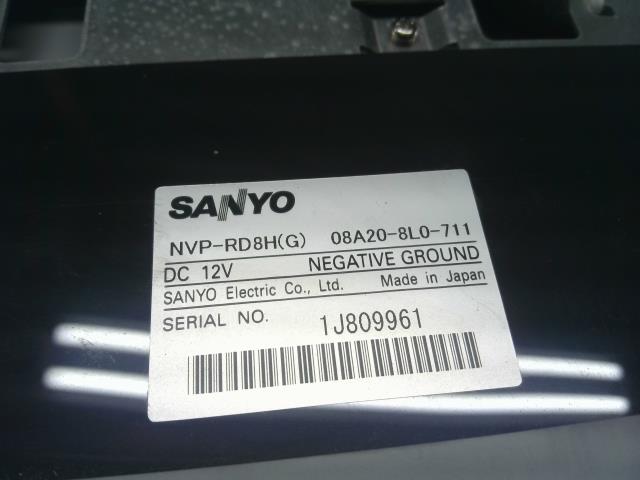 SANYO
NVP-RD8H(G) 08A20-8L0-711
DC 12V NEGATIVE GROUND
SANYO Electric Co., Ltd. Made in Japan
SERIAL NO. 1J809961